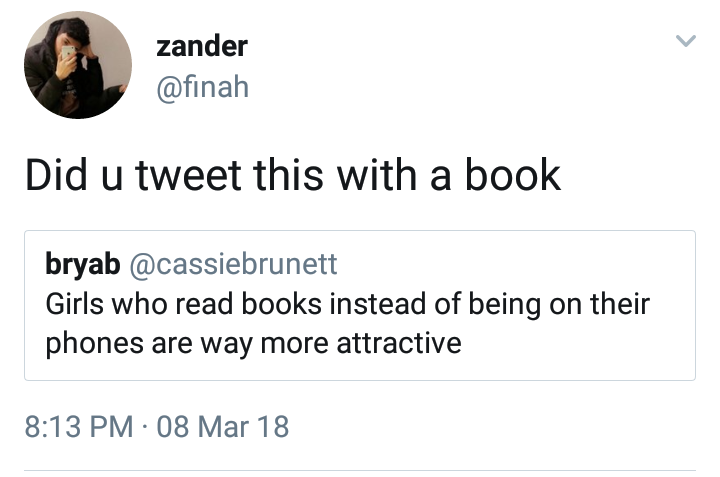 zander
@finah
Did u tweet this with a book
bryab @cassiebrunett
Girls who read books instead of being on their
phones are way more attractive
8:13 PM · 08 Mar 18